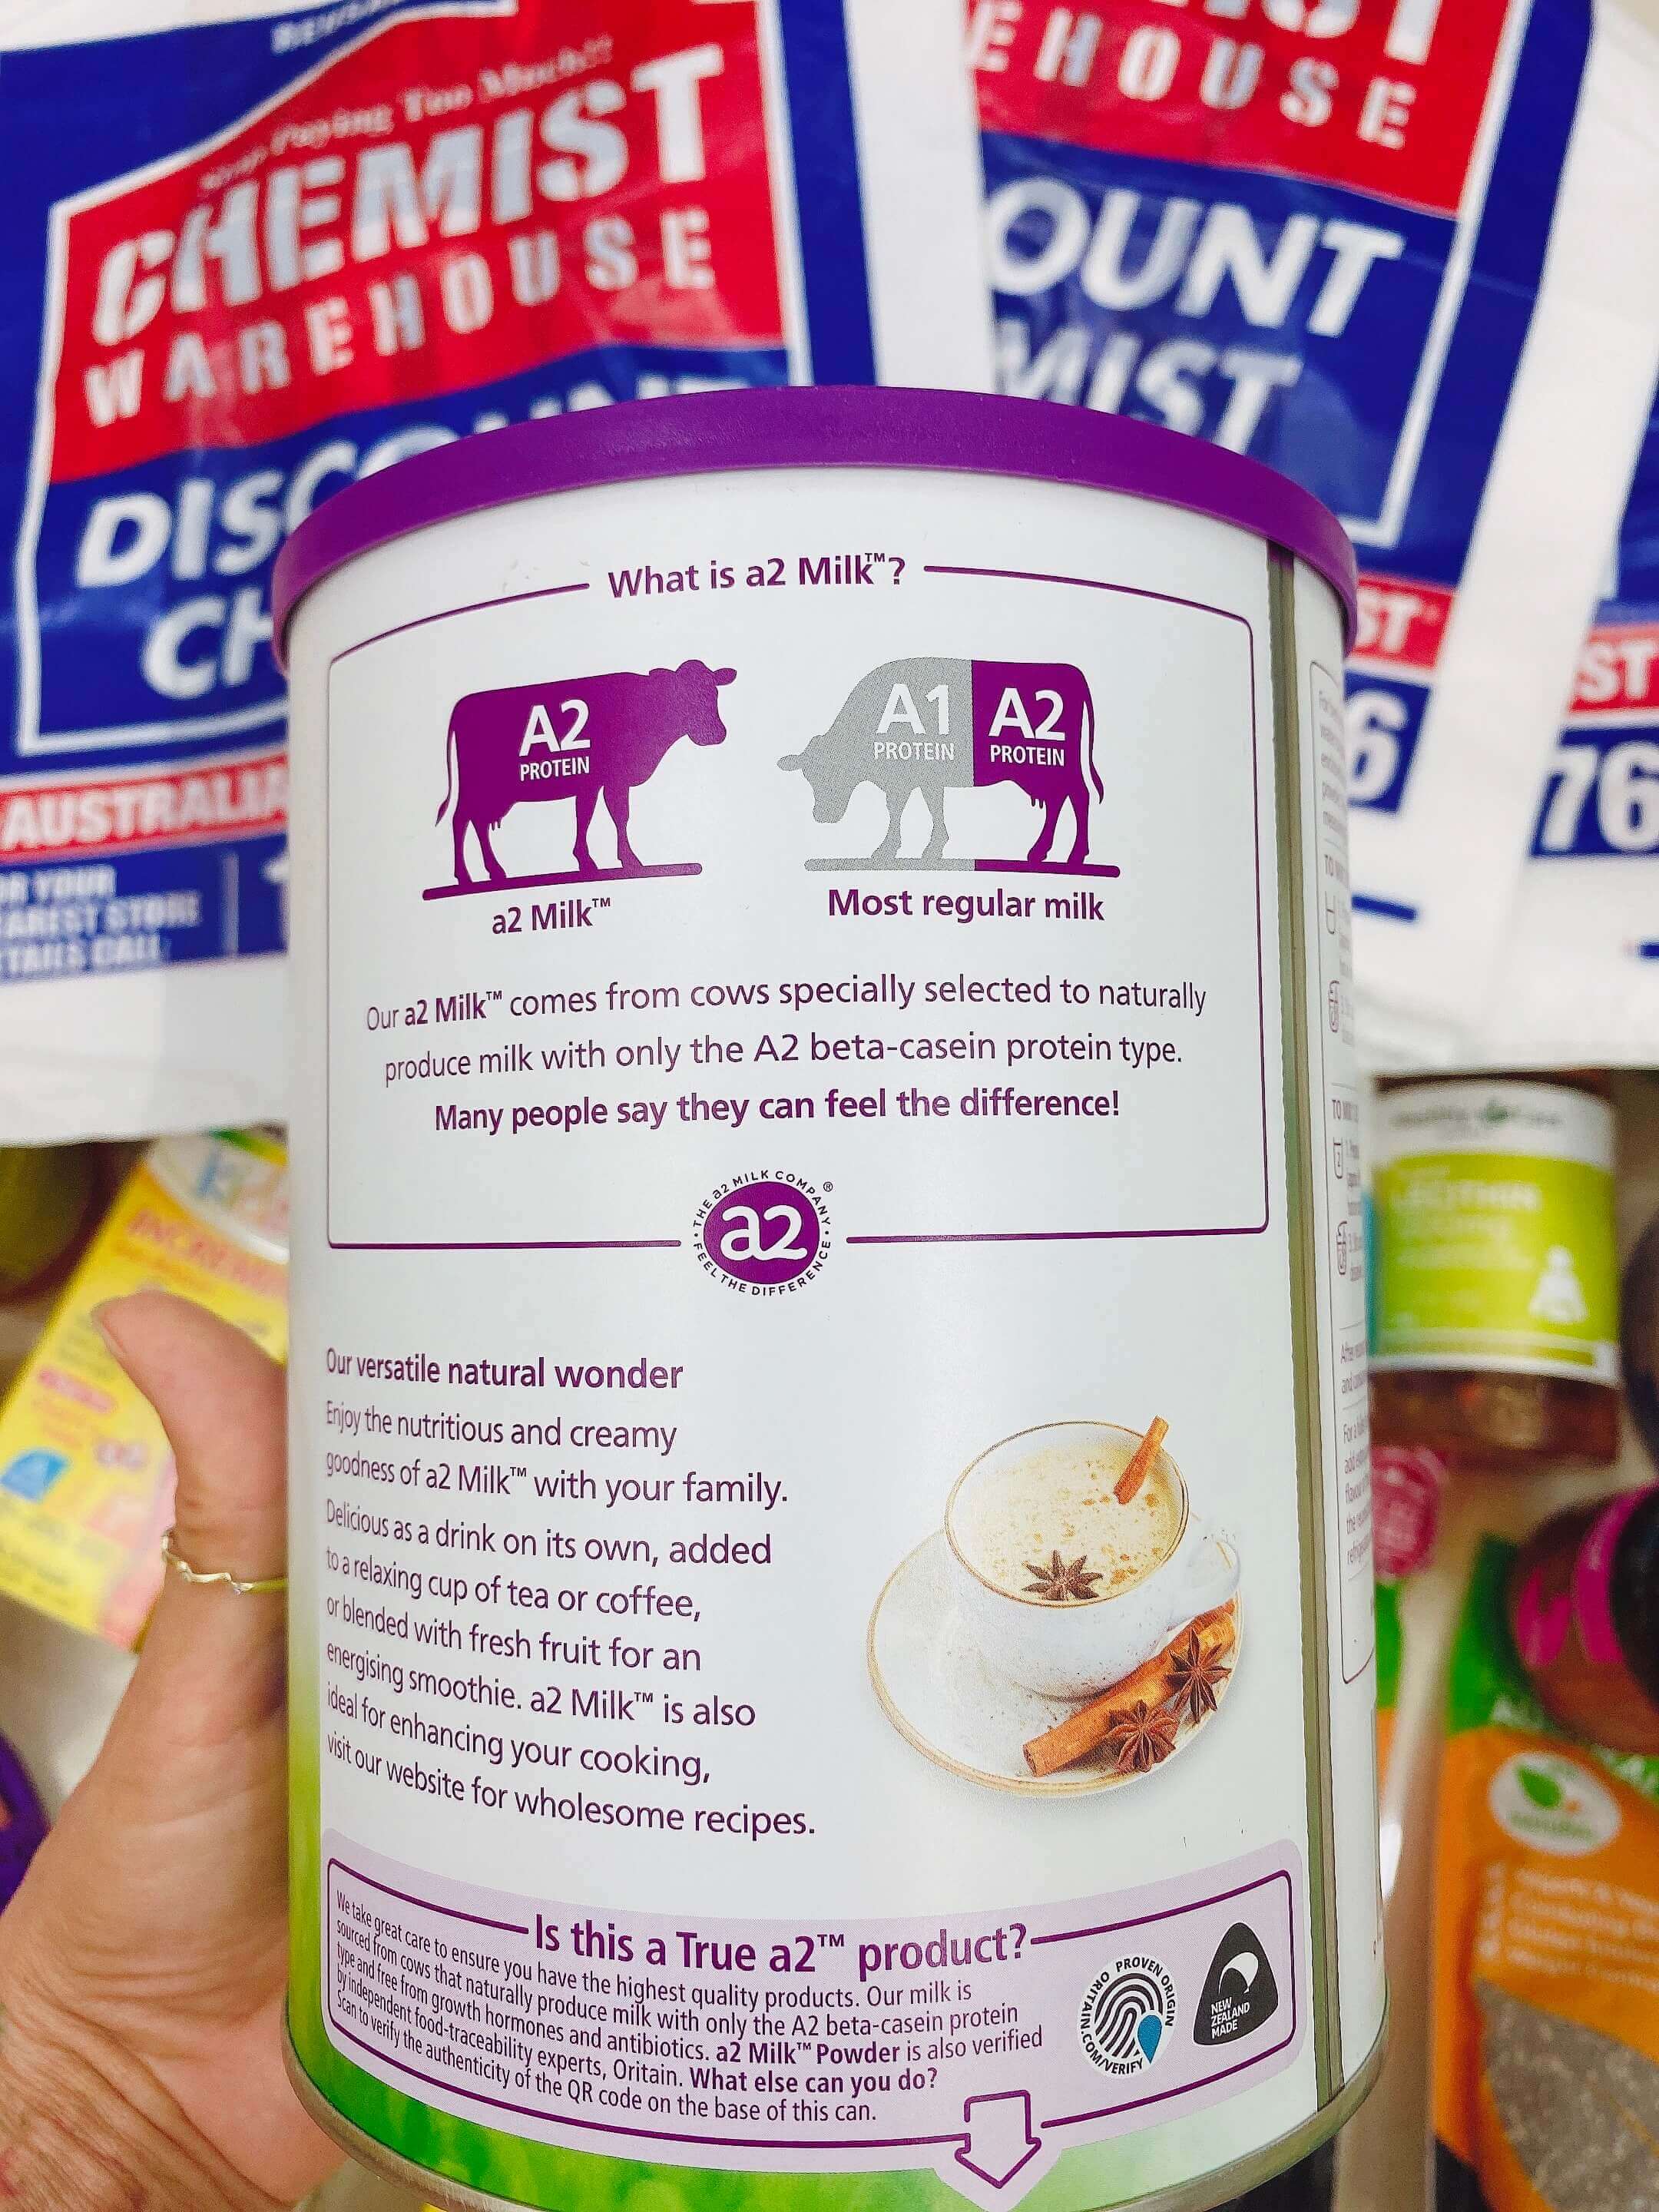 Stop Paying Too Much!!
CHEMIST
WAREHOUSE
CHEMIST
AUSTRALIA
EHOUSE
OUNT
MIST
ST
6
ST
76
What is a2 Milk™?
A2
PROTEIN
A1
PROTEIN
A2
PROTEIN
a2 Milk™
Most regular milk
Our a2 Milk™ comes from cows specially selected to naturally
produce milk with only the A2 beta-casein protein type.
Many people say they can feel the difference!
THE a2 MILK COMPANY ®
a2
FEEL THE DIFFERENCE
Our versatile natural wonder
Enjoy the nutritious and creamy
goodness of a2 Milk™ with your family.
Delicious as a drink on its own, added
to a relaxing cup of tea or coffee,
or blended with fresh fruit for an
energising smoothie. a2 Milk™ is also
ideal for enhancing your cooking,
visit our website for wholesome recipes.
Is this a True a2™ product?
We take great care to ensure you have the highest quality products. Our milk is
sourced from cows that naturally produce milk with only the A2 beta-casein protein
type and free from growth hormones and antibiotics. a2 Milk™ Powder is also verified
by independent food-traceability experts, Oritain. What else can you do?
Scan to verify the authenticity of the QR code on the base of this can.
PROVEN ORIGIN
ORITAIN.COM/VERIFY
NEW
ZEALAND
MADE